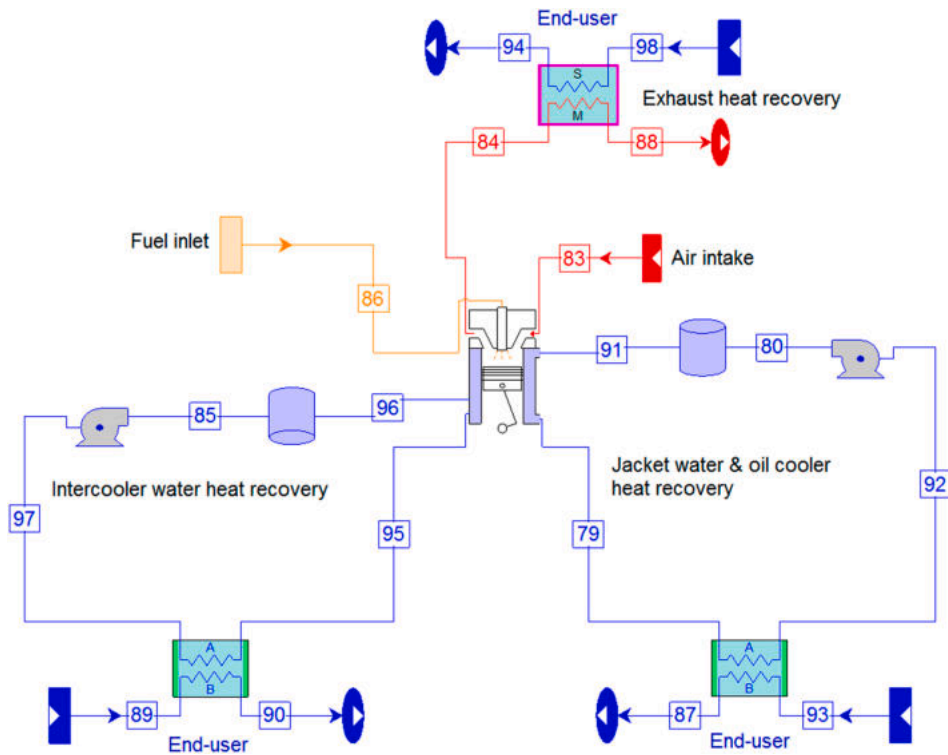 End-user
94
98
S
M
Exhaust heat recovery
84
88
Fuel inlet
83
Air intake
86
91
80
96
85
Intercooler water heat recovery
Jacket water & oil cooler
heat recovery
92
97
95
79
A
B
A
B
89
90
87
93
End-user
End-user